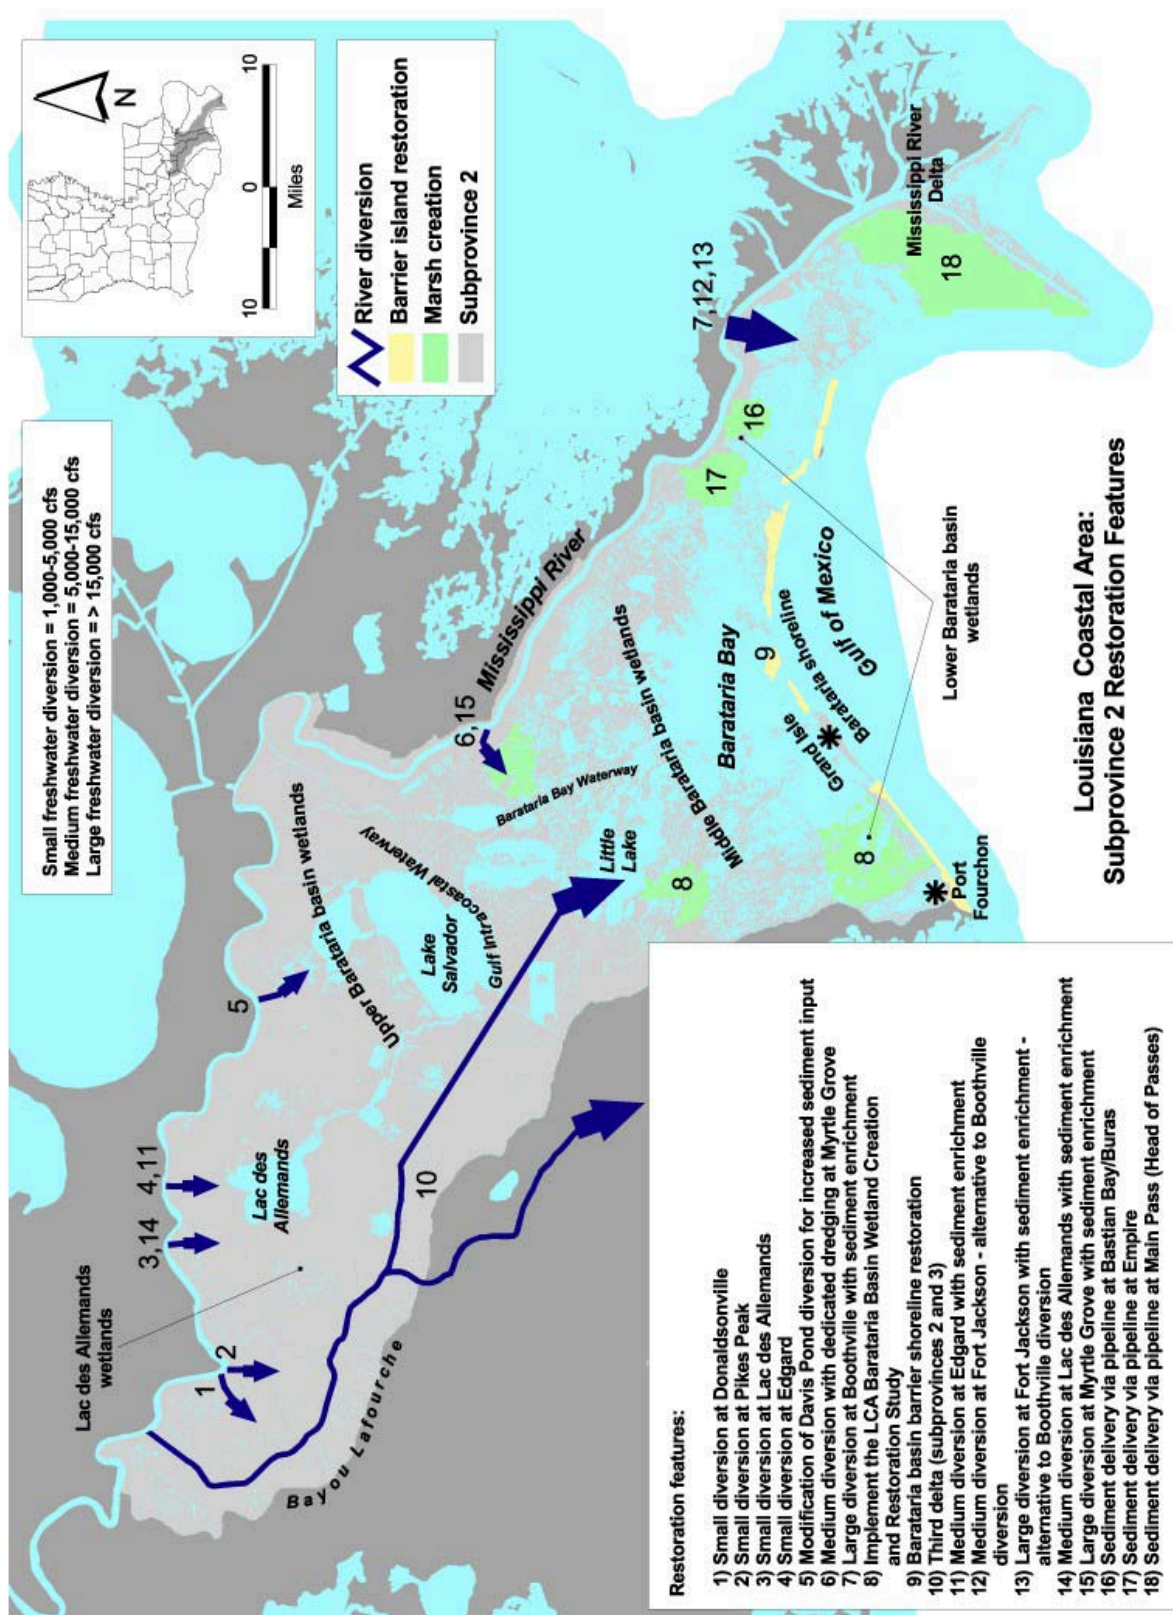 N
10
0
10
Miles
River diversion
Barrier island restoration
Marsh creation
Subprovince 2
Small freshwater diversion = 1,000-5,000 cfs
Medium freshwater diversion = 5,000-15,000 cfs
Large freshwater diversion = > 15,000 cfs
Lac des Allemands
wetlands
1
2
3,14
4,11
5
6,15
7,12,13
Lac des
Allemands
Upper Barataria basin wetlands
Lake
Salvador
Gulf Intracoastal Waterway
Barataria Bay Waterway
Mississippi River
Bayou Lafourche
10
Little
Lake
Middle Barataria basin wetlands
Barataria Bay
8
8
9
16
17
18
Mississippi River
Delta
Grand Isle
Barataria shoreline
Gulf of Mexico
Port
Fourchon
Lower Barataria basin
wetlands
Louisiana Coastal Area:
Subprovince 2 Restoration Features
Restoration features:
1) Small diversion at Donaldsonville
2) Small diversion at Pikes Peak
3) Small diversion at Lac des Allemands
4) Small diversion at Edgard
5) Modification of Davis Pond diversion for increased sediment input
6) Medium diversion with dedicated dredging at Myrtle Grove
7) Large diversion at Boothville with sediment enrichment
8) Implement the LCA Barataria Basin Wetland Creation
and Restoration Study
9) Barataria basin barrier shoreline restoration
10) Third delta (subprovinces 2 and 3)
11) Medium diversion at Edgard with sediment enrichment
12) Medium diversion at Fort Jackson - alternative to Boothville
diversion
13) Large diversion at Fort Jackson with sediment enrichment -
alternative to Boothville diversion
14) Medium diversion at Lac des Allemands with sediment enrichment
15) Large diversion at Myrtle Grove with sediment enrichment
16) Sediment delivery via pipeline at Bastian Bay/Buras
17) Sediment delivery via pipeline at Empire
18) Sediment delivery via pipeline at Main Pass (Head of Passes)